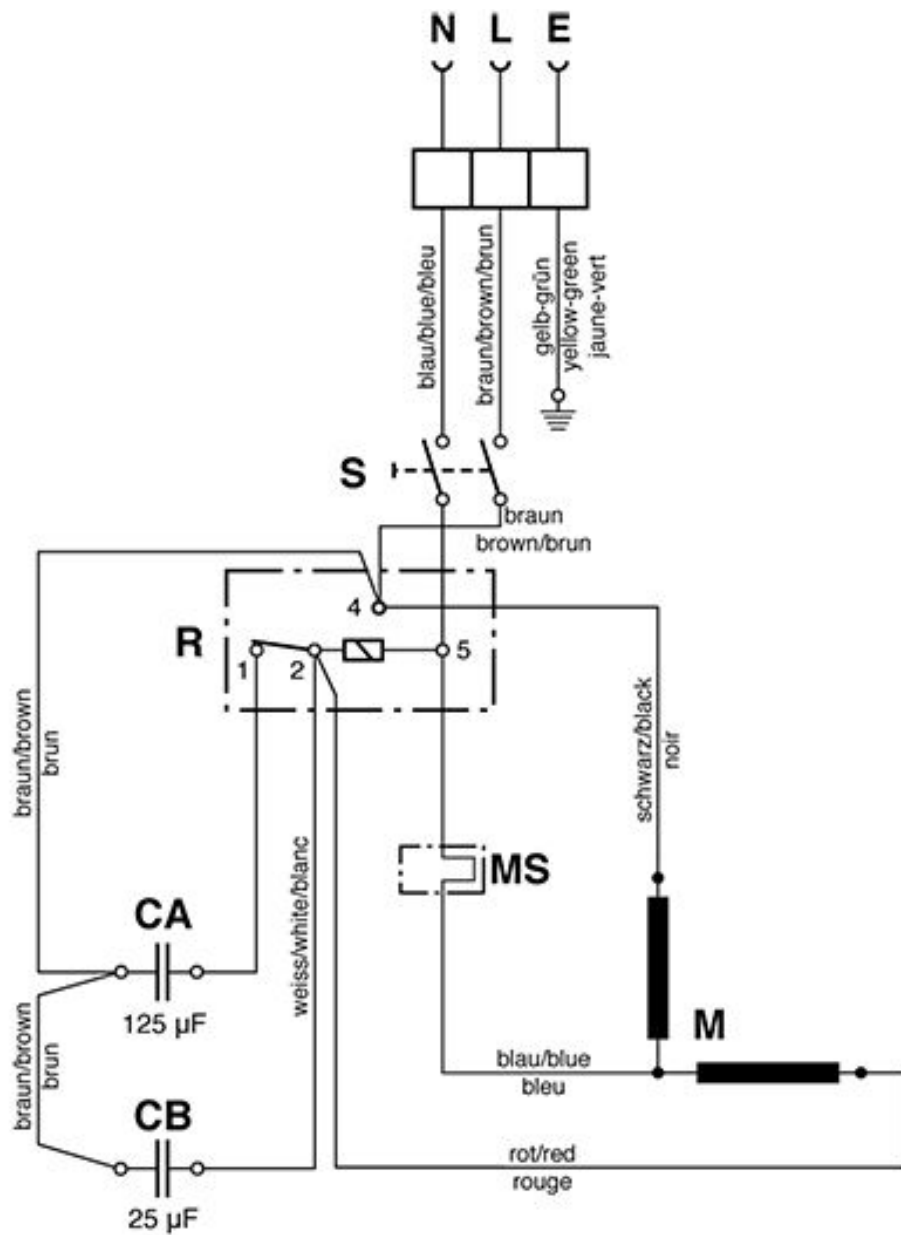 N L E
blau/blue/bleu
braun/brown/brun
gelb-grün
yellow-green
jaune-vert
S
braun
brown/brun
R
4
1
2
5
braun/brown
brun
schwarz/black
noir
weiss/white/blanc
MS
CA
125 µF
M
braun/brown
brun
blau/blue
bleu
CB
25 µF
rot/red
rouge